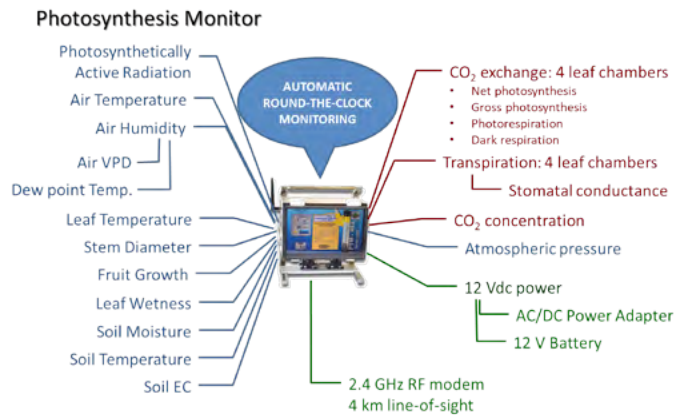 Photosynthesis Monitor
Photosynthetically
Active Radiation
Air Temperature
Air Humidity
Air VPD
Dew point Temp.
Leaf Temperature
Stem Diameter
Fruit Growth
Leaf Wetness
Soil Moisture
Soil Temperature
Soil EC
AUTOMATIC
ROUND-THE-CLOCK
MONITORING
CO₂ exchange: 4 leaf chambers
• Net photosynthesis
• Gross photosynthesis
• Photorespiration
• Dark respiration
Transpiration: 4 leaf chambers
Stomatal conductance
CO₂ concentration
Atmospheric pressure
12 Vdc power
AC/DC Power Adapter
12 V Battery
2.4 GHz RF modem
4 km line-of-sight